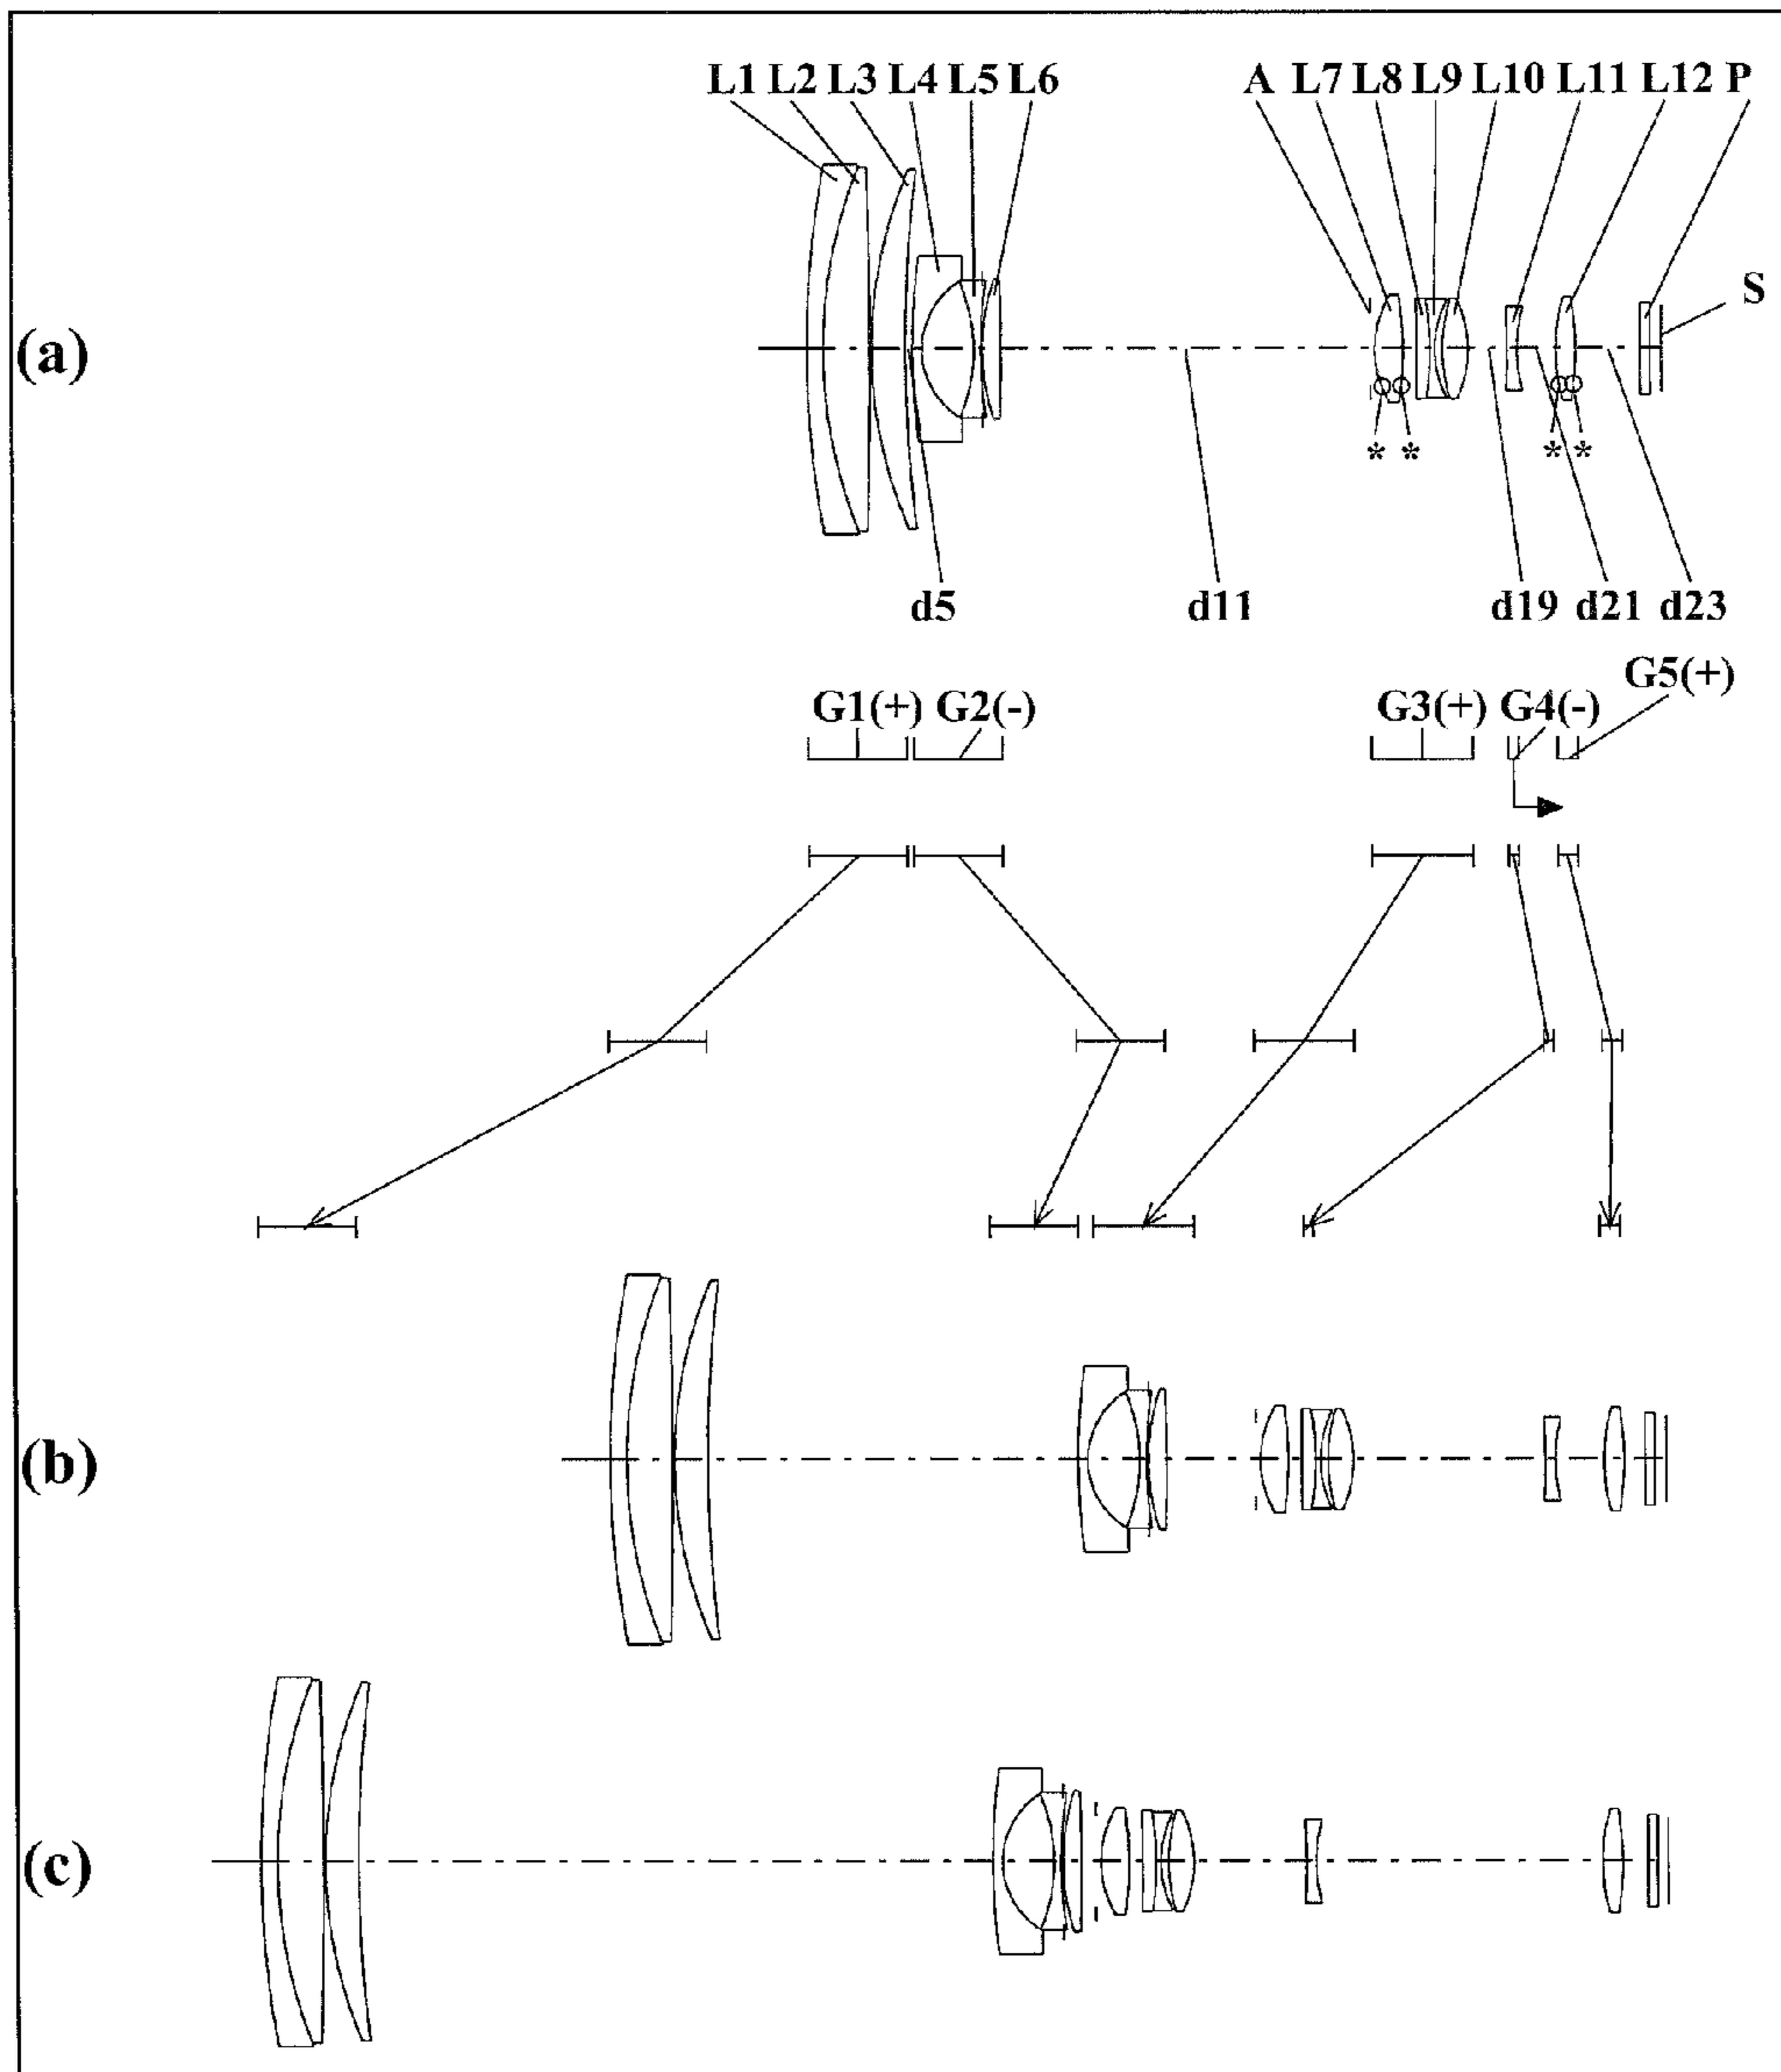 L1 L2 L3 L4 L5 L6 A L7 L8 L9 L10 L11 L12 P
S
(a)
* * * *
d5 d11 d19 d21 d23
G5(+)
G1(+) G2(-) G3(+) G4(-)
(b)
(c)